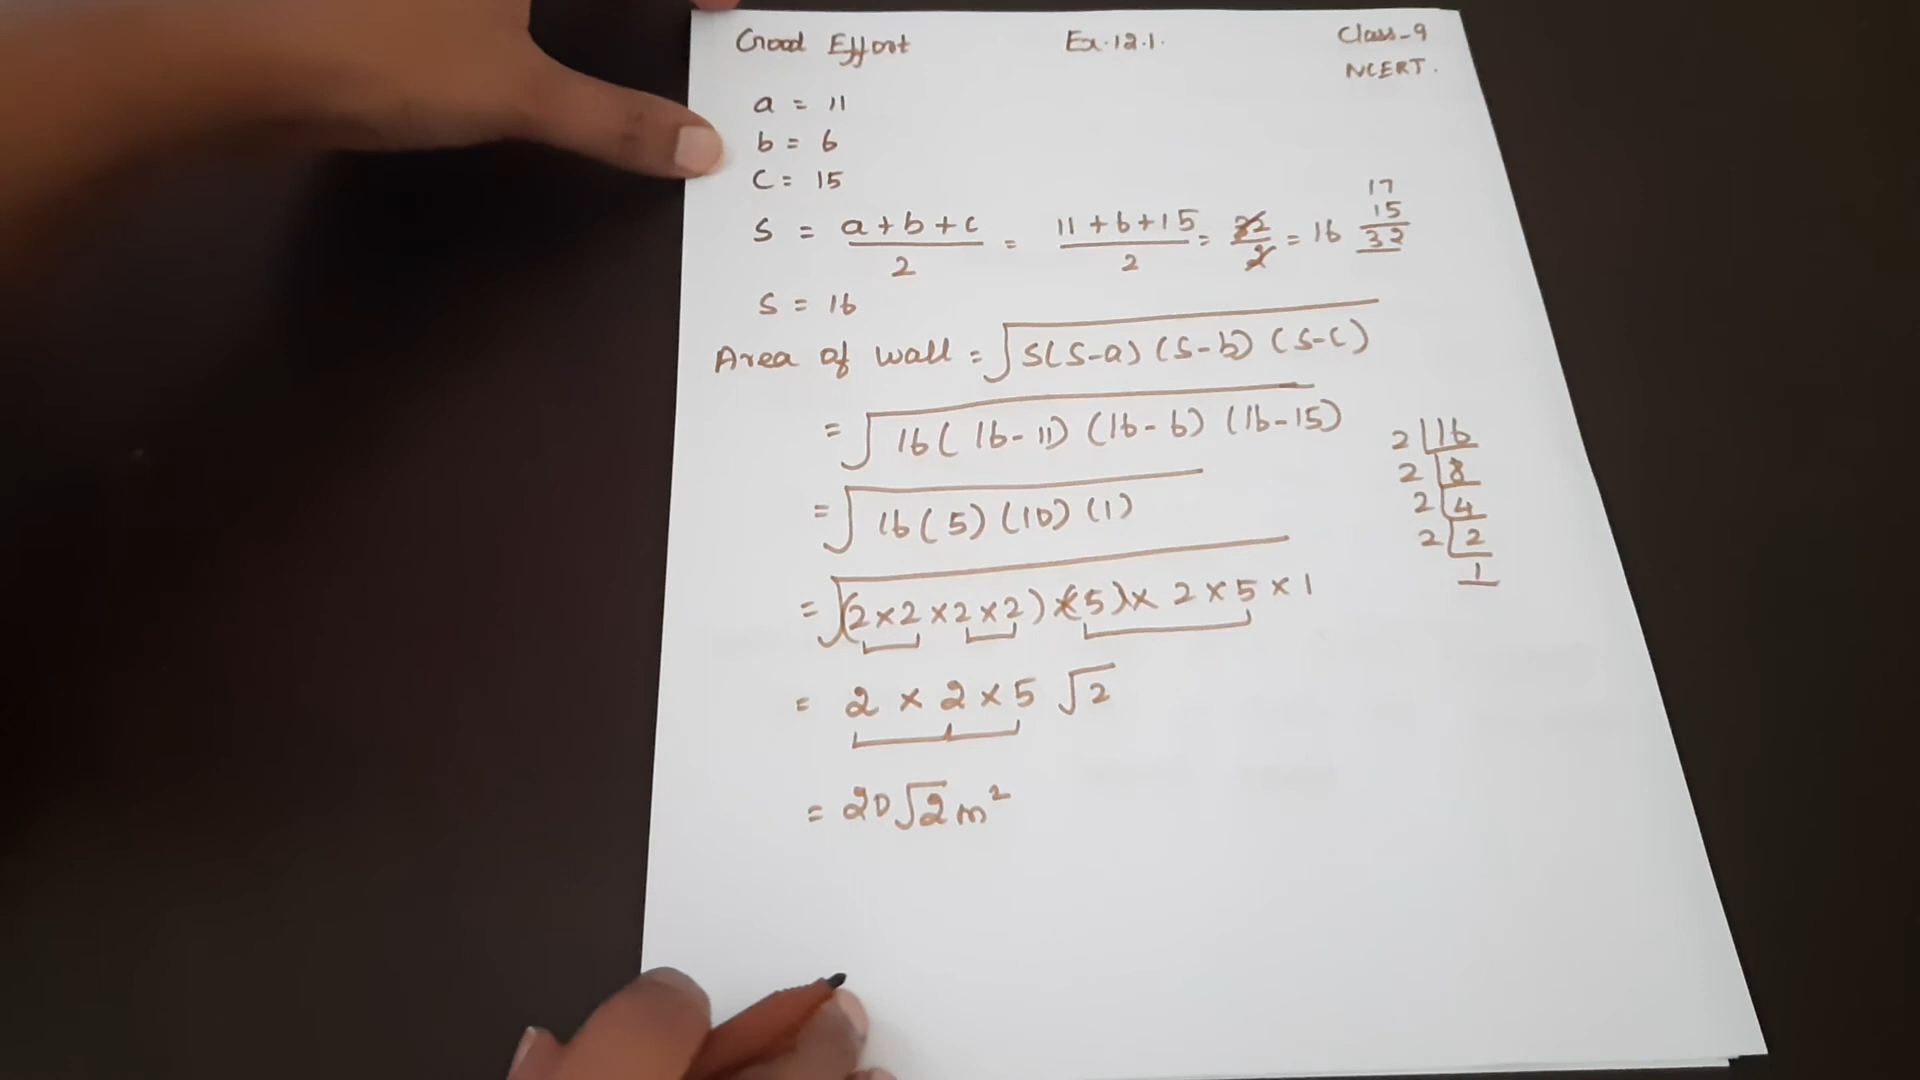 Good Effort Ex.12.1. Class-9
NCERT.
a = 11
b = 6
C = 15
S = a+b+c/2 = 11+6+15/2 = 32/2 = 16
17
15
32
S = 16
Area of wall = √S(S-a)(S-b)(S-c)
= √16(16-11)(16-6)(16-15)
= √16(5)(10)(1)
= √(2×2×2×2)×(5)×2×5×1
= 2×2×5√2
= 20√2m²
2|16
2|8
2|4
2|2
1